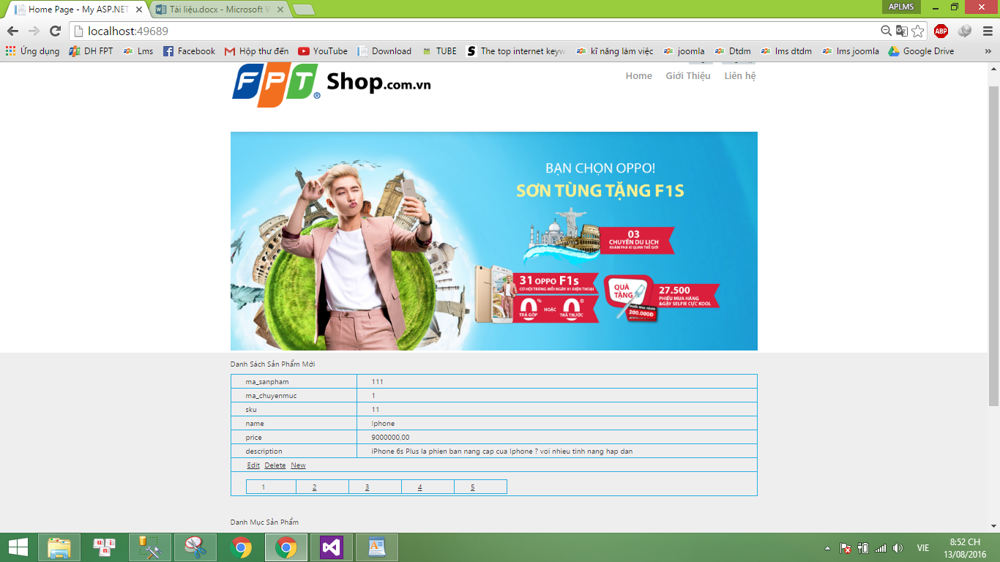 APLMS
Home Page - My ASP.NET
Tài liệu.docx - Microsoft W
localhost:49689
ABP
Ứng dụng
DH FPT
Lms
Facebook
Hộp thư đến
YouTube
Download
TUBE
The top internet keyw
kĩ năng làm việc
joomla
Dtdm
lms dtdm
lms joomla
Google Drive
»
FPT® Shop.com.vn
Home Giới Thiệu Liên hệ
BẠN CHỌN OPPO!
SƠN TÙNG TẶNG F1S
03
CHUYẾN DU LỊCH
KHÁM PHÁ KÌ QUAN THẾ GIỚI
31 OPPO F1s
CƠ HỘI TRÚNG MỖI NGÀY 01 ĐIỆN THOẠI
0% TRẢ GÓP HOẶC 0Đ TRẢ TRƯỚC
QUÀ
TẶNG
PHIẾU MUA HÀNG
200.000Đ
27.500
PHIẾU MUA HÀNG
&GẬY SELFIE CỰC KOOL
Danh Sách Sản Phẩm Mới
ma_sanpham 111
ma_chuyenmuc 1
sku 11
name Iphone
price 9000000,00
description iPhone 6s Plus la phien ban nang cap cua Iphone ? voi nhieu tinh nang hap dan
Edit Delete New
1 2 3 4 5
Danh Mục Sản Phẩm
u n i
VIE
8:52 CH
13/08/2016